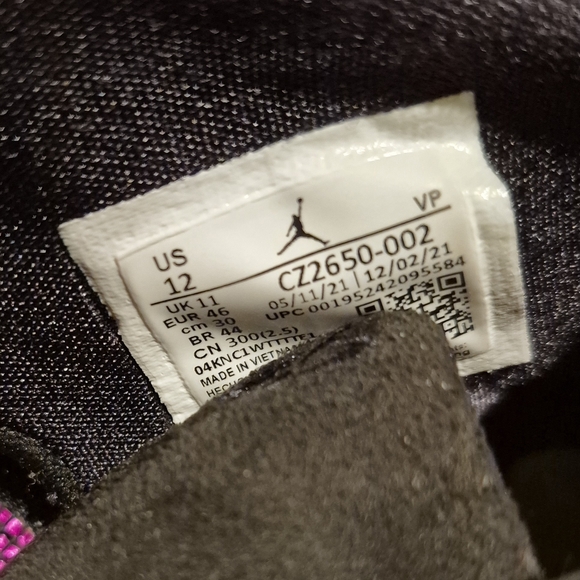 US VP
12 CZ2650-002
UK 11 05/11/21 12/02/21
EUR 46 UPC 00195242095584
cm 30
BR 44
CN 300(2.5)
MADE IN VIETNAM